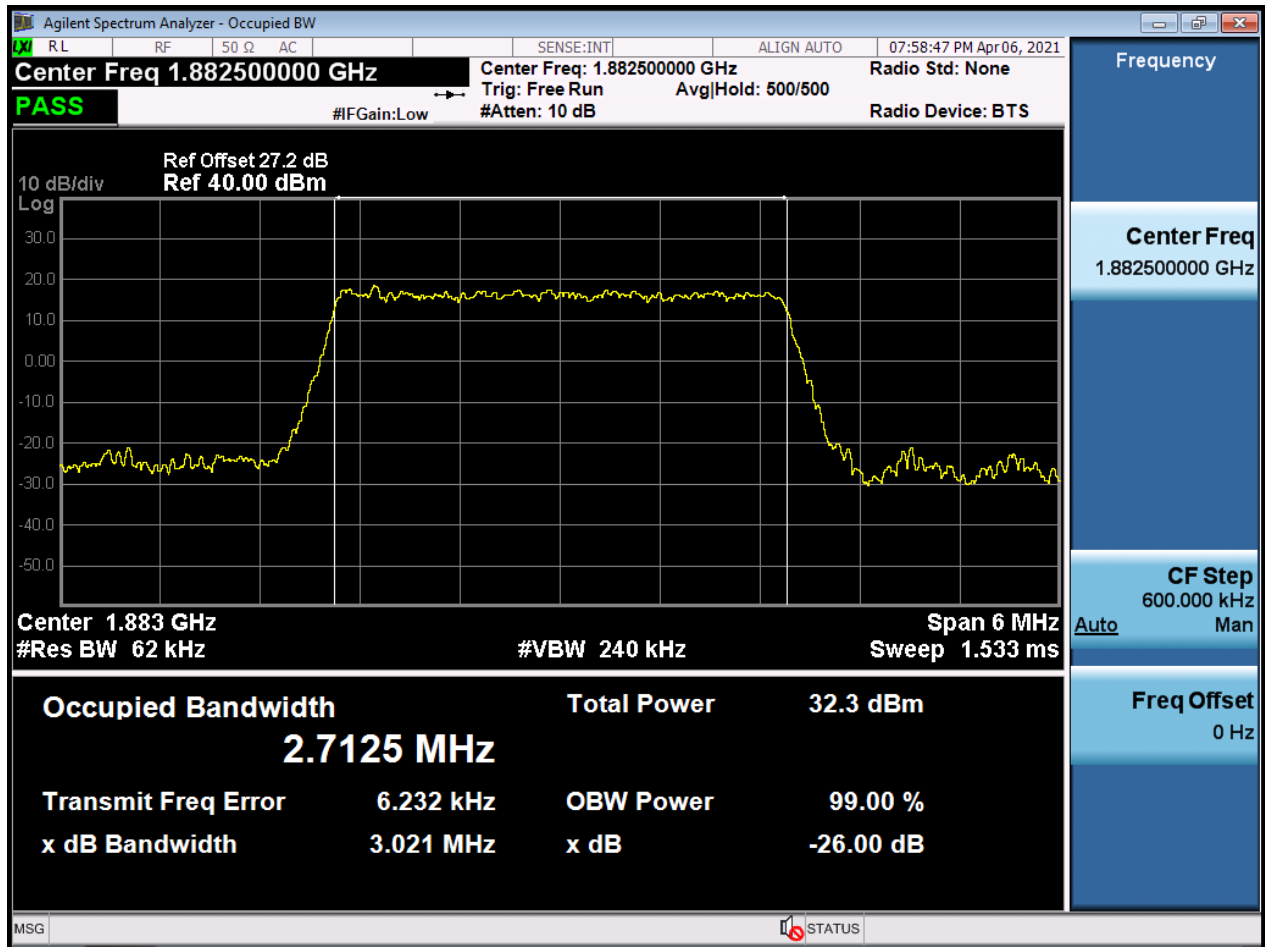 Agilent Spectrum Analyzer - Occupied BW
LXI RL RF 50 Ω AC SENSE:INT ALIGN AUTO 07:58:47 PM Apr 06, 2021
Center Freq 1.882500000 GHz
Center Freq: 1.882500000 GHz Radio Std: None
Trig: Free Run Avg|Hold: 500/500
PASS
#IFGain:Low #Atten: 10 dB Radio Device: BTS
Ref Offset 27.2 dB
10 dB/div Ref 40.00 dBm
Log
30.0
20.0
10.0
0.00
-10.0
-20.0
-30.0
-40.0
-50.0
Center 1.883 GHz Span 6 MHz
#Res BW 62 kHz #VBW 240 kHz Sweep 1.533 ms
Occupied Bandwidth Total Power 32.3 dBm
2.7125 MHz
Transmit Freq Error 6.232 kHz OBW Power 99.00 %
x dB Bandwidth 3.021 MHz x dB -26.00 dB
Frequency
Center Freq
1.882500000 GHz
CF Step
600.000 kHz
Auto Man
Freq Offset
0 Hz
MSG STATUS